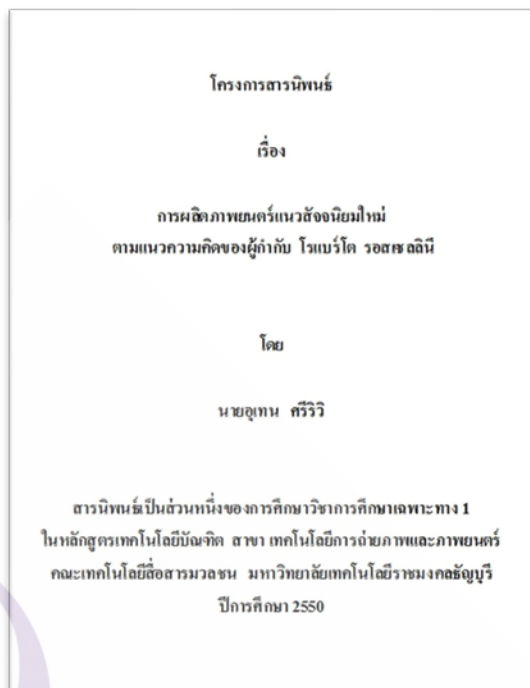 โครงการสารนิพนธ์
เรื่อง
การผลิตภาพยนตร์แนวสัจจนิยมใหม่
ตามแนวความคิดของผู้กำกับ โรแบร์โต รอสเซลลินี
โดย
นายอุเทน ศรีริวิ
สารนิพนธ์เป็นส่วนหนึ่งของการศึกษาวิชาการศึกษาเฉพาะทาง 1
ในหลักสูตรเทคโนโลยีบัณฑิต สาขา เทคโนโลยีการถ่ายภาพและภาพยนตร์
คณะเทคโนโลยีสื่อสารมวลชน มหาวิทยาลัยเทคโนโลยีราชมงคลธัญบุรี
ปีการศึกษา 2550